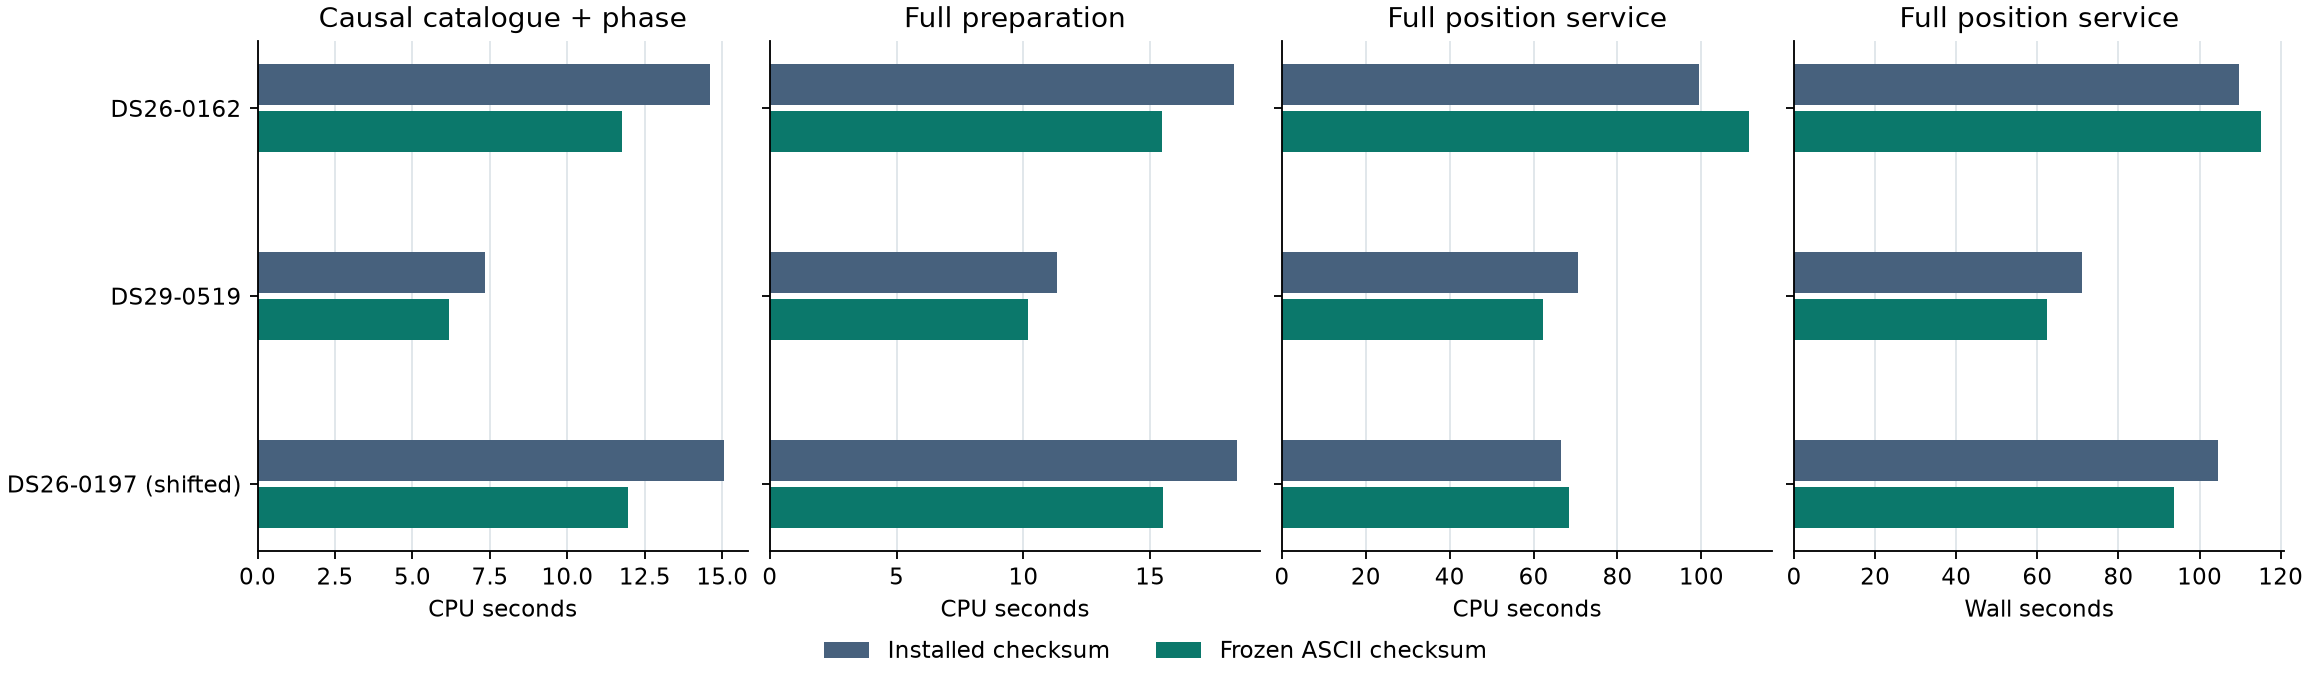 Causal catalogue + phase
Full preparation
Full position service
Full position service
DS26-0162
DS29-0519
DS26-0197 (shifted)
0.0 2.5 5.0 7.5 10.0 12.5 15.0
0 5 10 15
0 20 40 60 80 100
0 20 40 60 80 100 120
CPU seconds
CPU seconds
CPU seconds
Wall seconds
Installed checksum
Frozen ASCII checksum